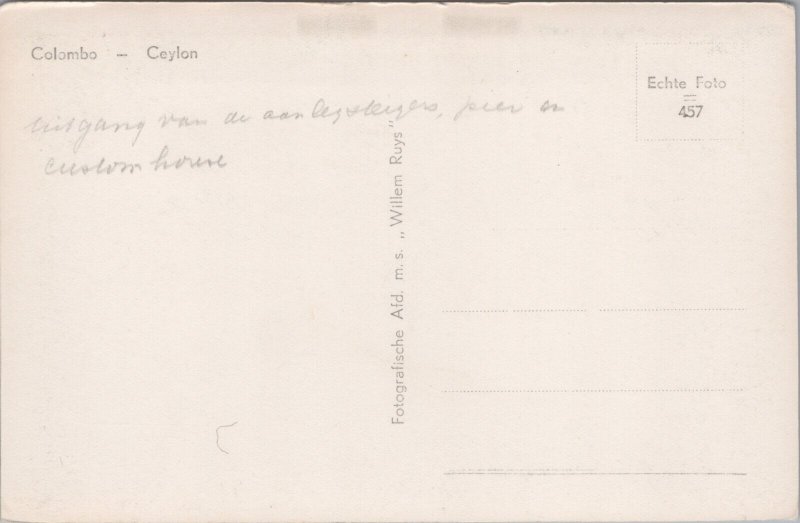 Colombo – Ceylon
Echte Foto
457
Uitgang van de aanlegsteigers, pier en
custom house
Fotografische Afd. m. s. „Willem Ruys"